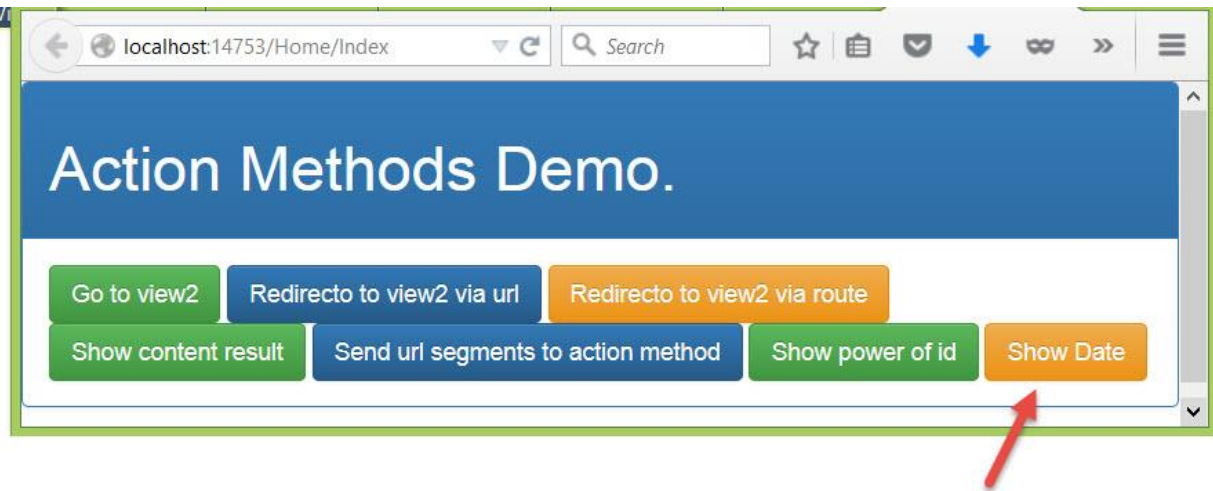 localhost:14753/Home/Index Search
Action Methods Demo.
Go to view2 Redirecto to view2 via url Redirecto to view2 via route
Show content result Send url segments to action method Show power of id Show Date